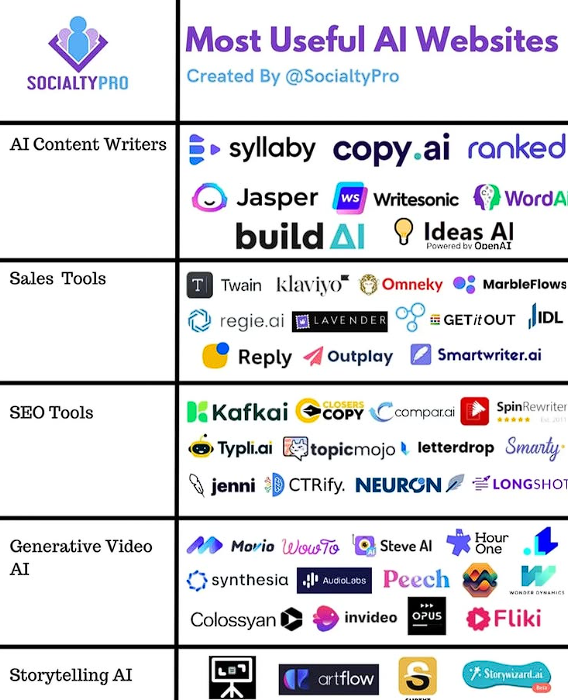 Most Useful AI Websites
SOCIALTYPRO
Created By @SocialtyPro
AI Content Writers
syllaby copy.ai ranked
Jasper WS Writesonic WordAi
build AI Ideas AI
Powered by OpenAI
Sales Tools
T Twain klaviyo Omneky MarbleFlows
regie.ai LAVENDER GETitOUT IDL
Reply Outplay Smartwriter.ai
SEO Tools
Kafkai CLOSERS COPY compar.ai SpinRewriter
Typli.ai topicmojo letterdrop Smarty
jenni CTRify. NEURON LONGSHOT
Generative Video
AI
Movio WowTo Steve AI Hour One
synthesia AudioLabs Peech WONDER DYNAMICS
Colossyan invideo OPUS Fliki
Storytelling AI
artflow Storywizard.ai
Beta